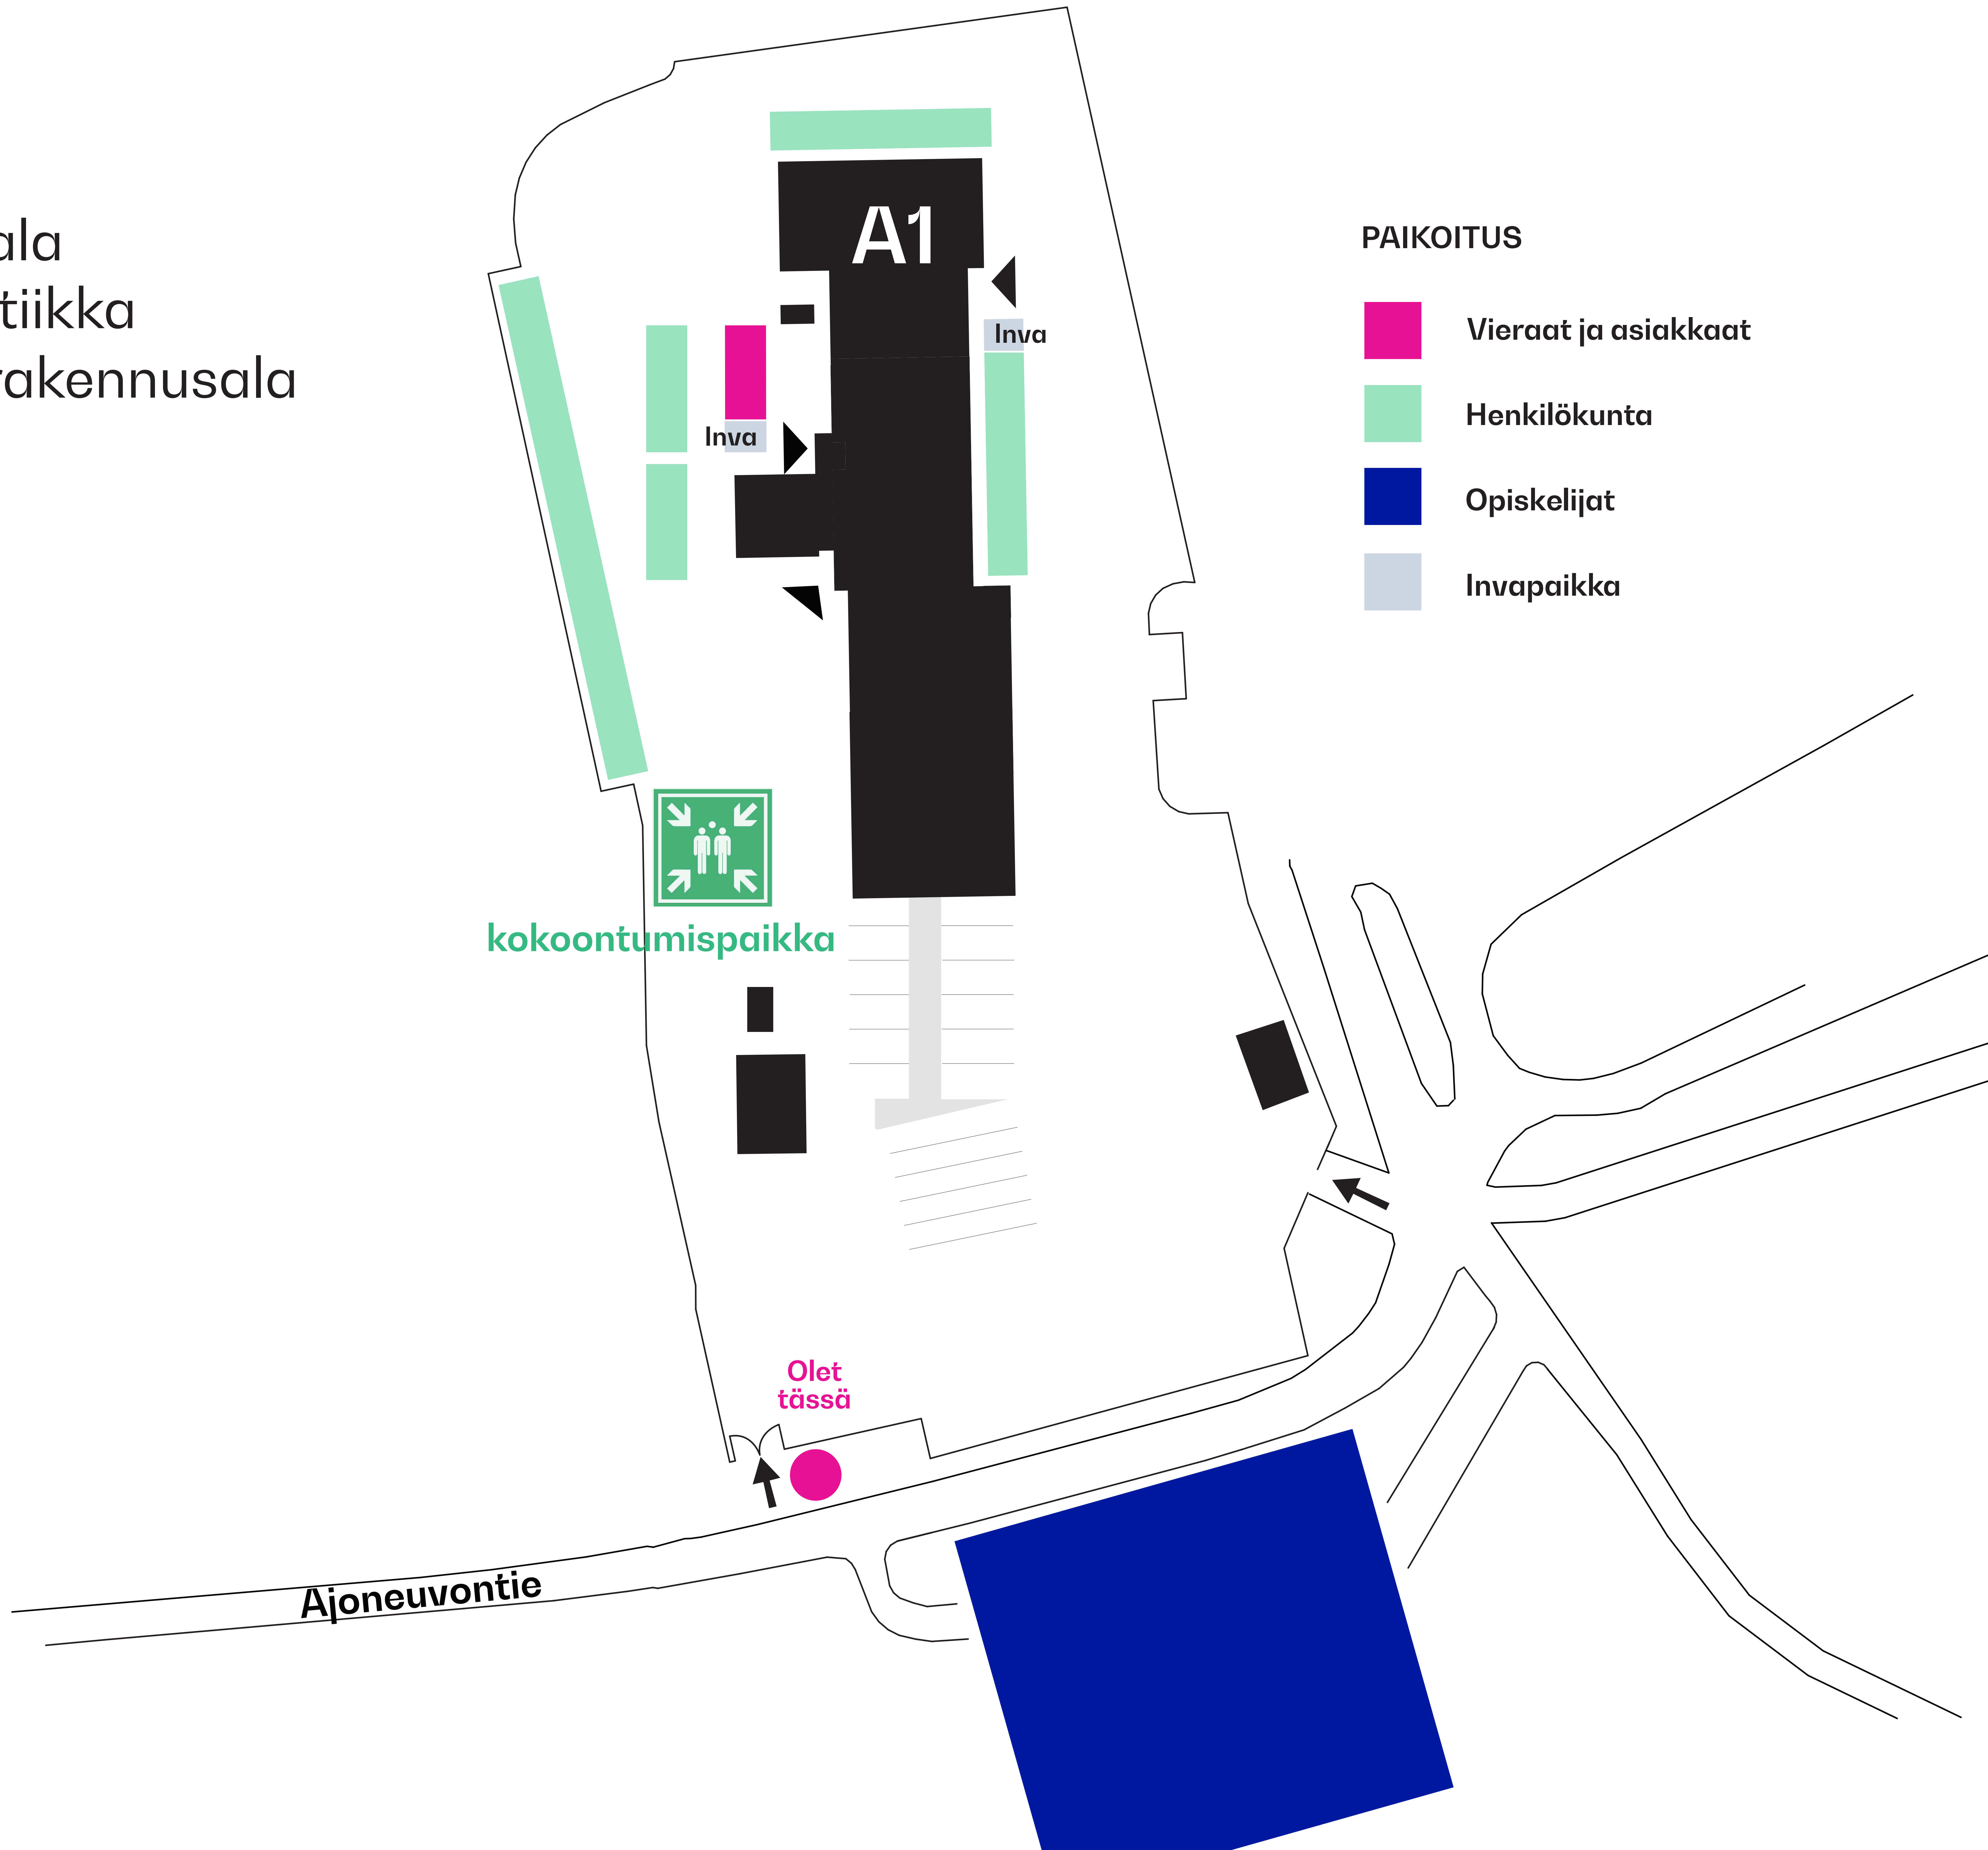 ala
tiikka
rakennusala
A1
Inva
Inva
PAIKOITUS
Vieraat ja asiakkaat
Henkilökunta
Opiskelijat
Invapaikka
kokoontumispaikka
Olet
tässä
Ajoneuvontie